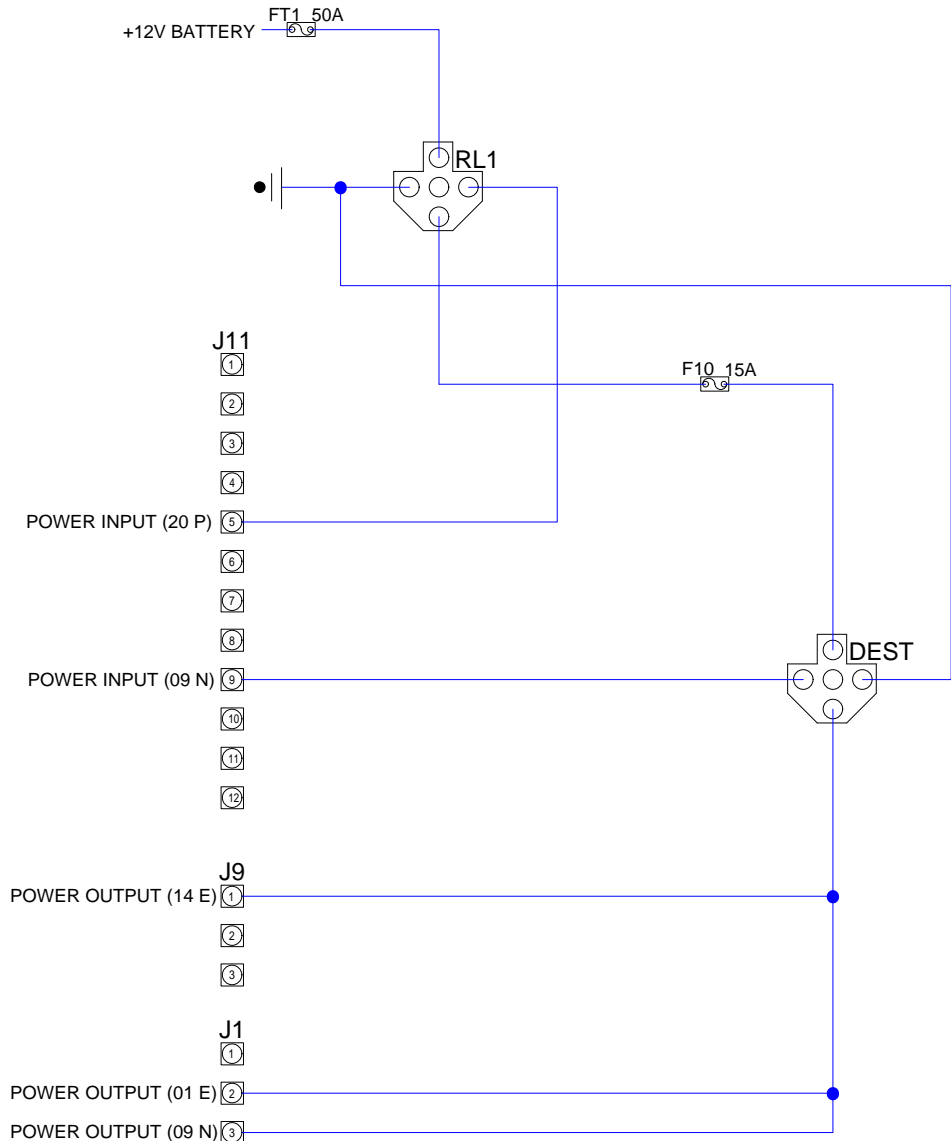 FT1 50A
+12V BATTERY
RL1
J11
1
2
F10 15A
3
4
POWER INPUT (20 P) 5
6
7
8
DEST
POWER INPUT (09 N) 9
10
11
12
J9
POWER OUTPUT (14 E) 1
2
3
J1
1
POWER OUTPUT (01 E) 2
POWER OUTPUT (09 N) 3